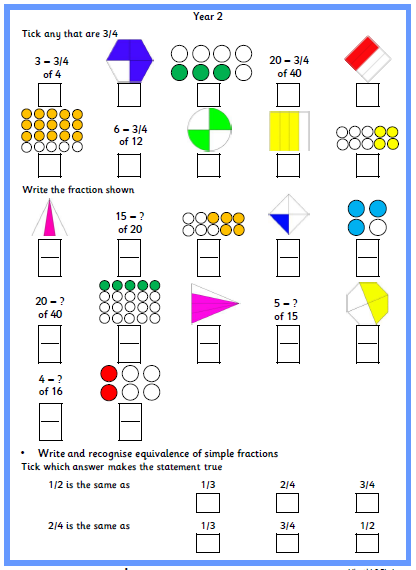 Year 2
Tick any that are 3/4
3 = 3/4 of 4
20 = 3/4 of 40
6 = 3/4 of 12
Write the fraction shown
15 = ? of 20
20 = ? of 40
5 = ? of 15
4 = ? of 16
• Write and recognise equivalence of simple fractions
Tick which answer makes the statement true
1/2 is the same as 1/3 2/4 3/4
2/4 is the same as 1/3 3/4 1/2